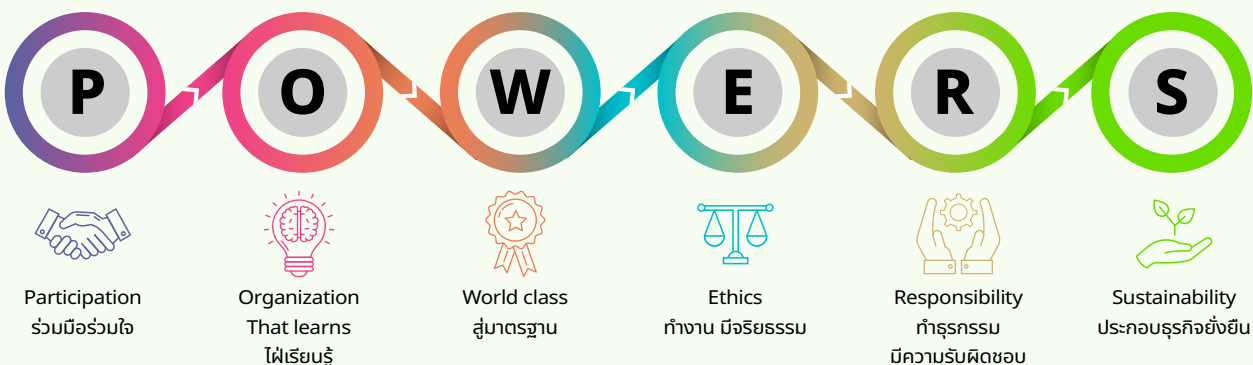 P O W E R S
Participation
ร่วมมือร่วมใจ
Organization
That learns
ไฝ่เรียนรู้
World class
สู่มาตรฐาน
Ethics
ทำงาน มีจริยธรรม
Responsibility
ทำธุรกรรม
มีความรับผิดชอบ
Sustainability
ประกอบธุรกิจยั่งยืน